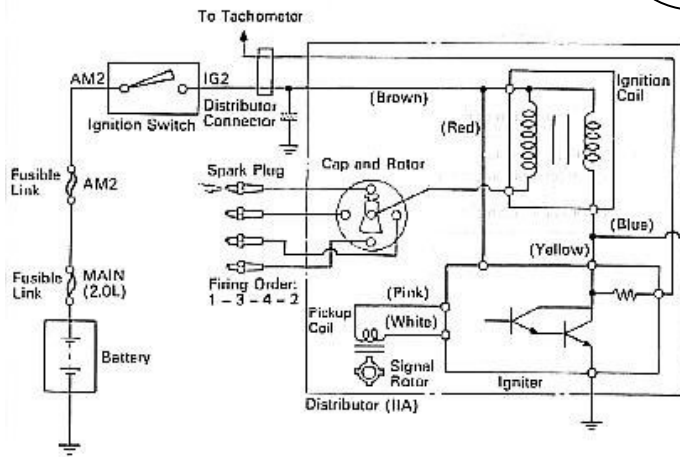 To Tachometer
AM2
IG2
Ignition Switch
Distributor
Connector
(Brown)
(Red)
Ignition
Coil
Fusible
Link
AM2
Spark Plug
Cap and Rotor
(Blue)
(Yellow)
Fusible
Link
MAIN
(2.0L)
Firing Order:
1 – 3 – 4 – 2
(Pink)
Pickup
Coil
(White)
Battery
Signal
Rotor
Igniter
Distributor (IIA)